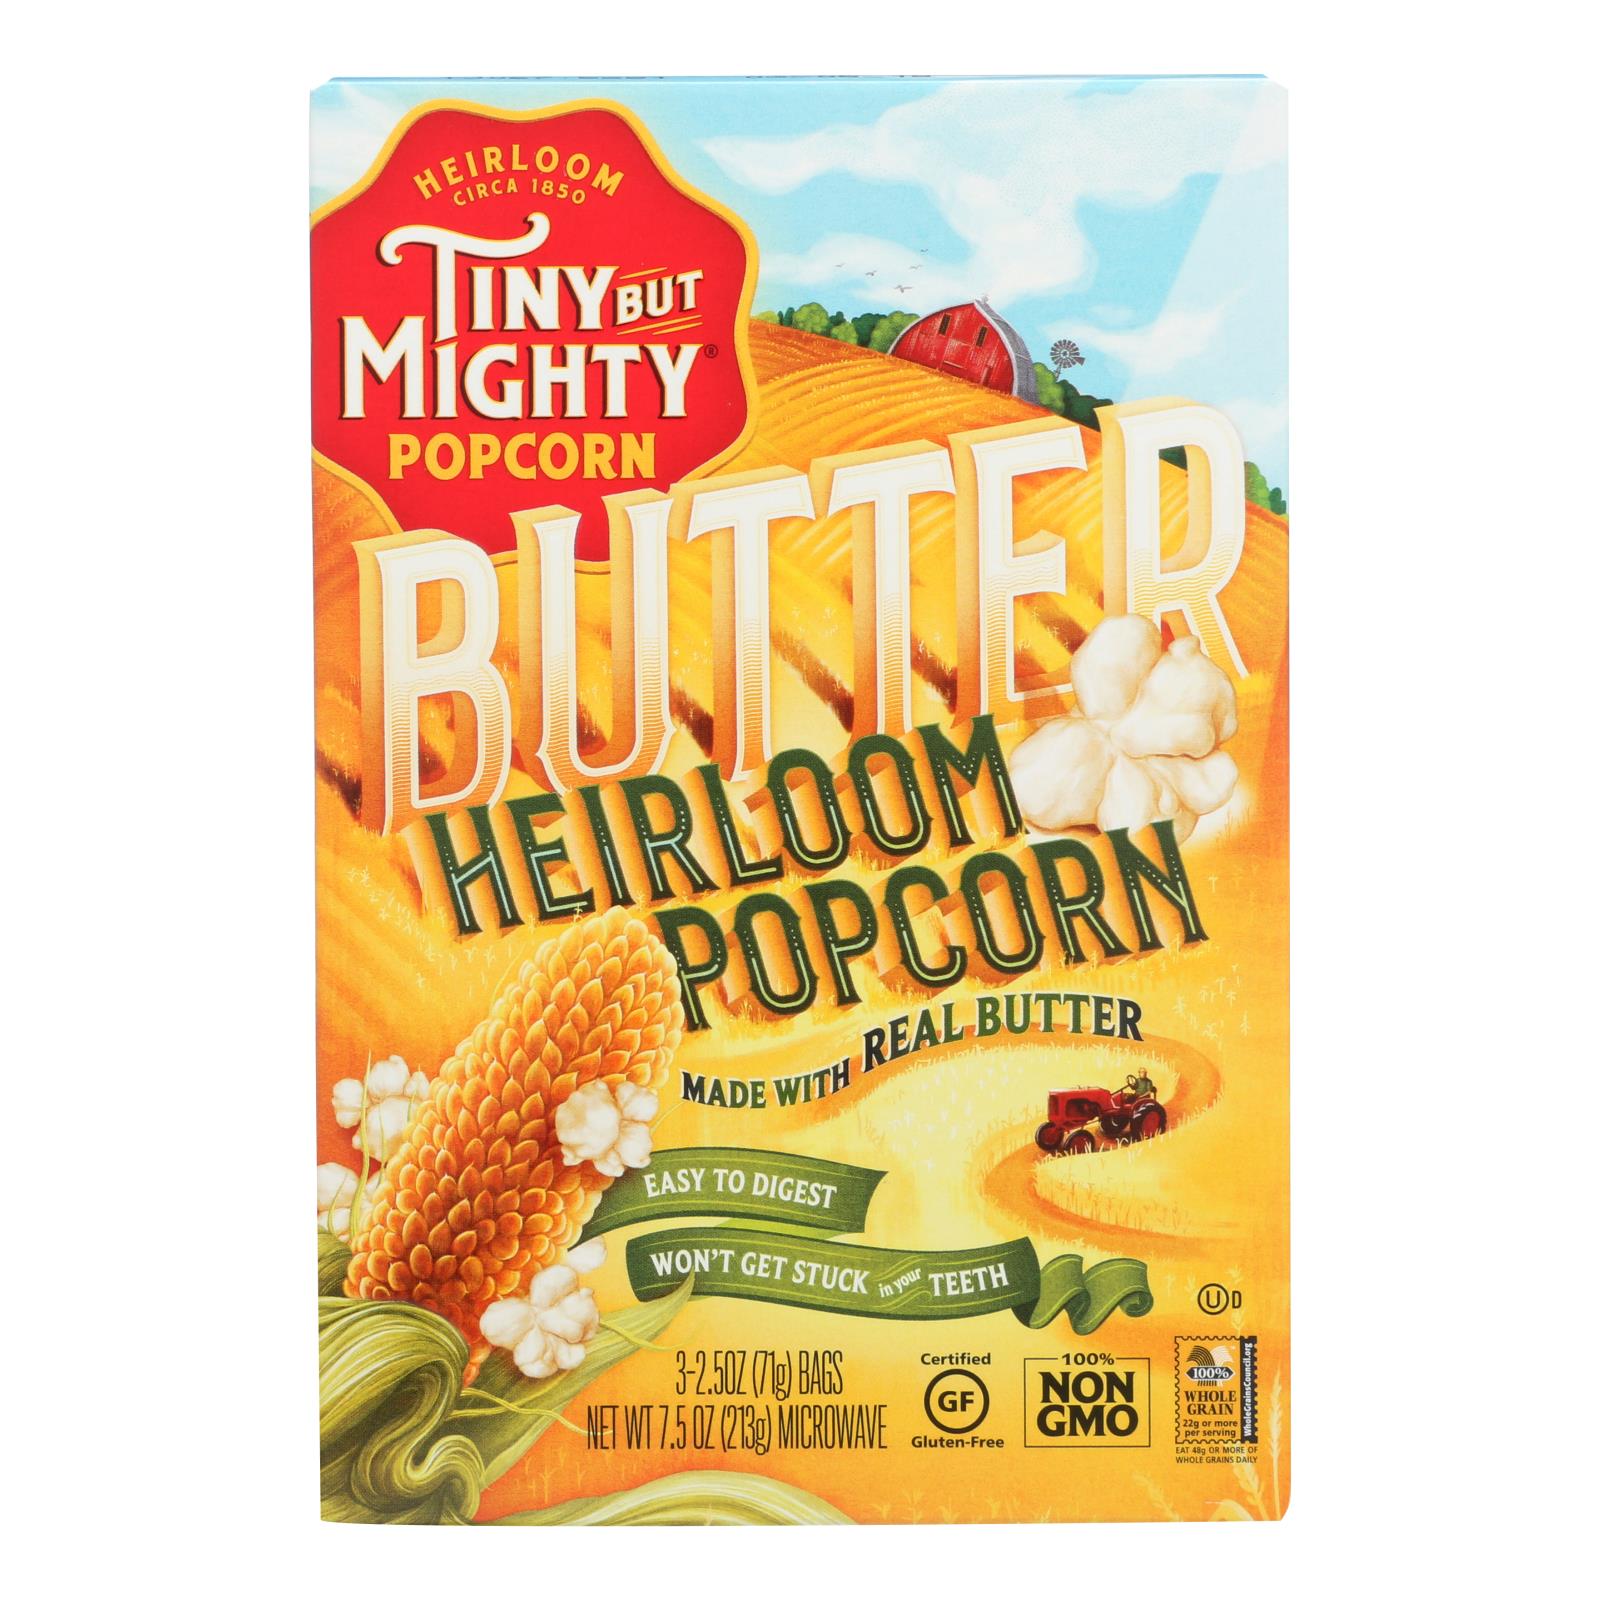 HEIRLOOM
CIRCA 1850
TINY BUT
MIGHTY®
POPCORN
BUTTER
HEIRLOOM
POPCORN
MADE WITH REAL BUTTER
EASY TO DIGEST
WON'T GET STUCK in your TEETH
U D
3-2.5OZ (71g) BAGS
NET WT 7.5 OZ (213g) MICROWAVE
Certified
GF
Gluten-Free
100%
NON
GMO
100%
WHOLE
GRAIN
22g or more
per serving
WholeGrainsCouncil.org
EAT 48g OR MORE OF
WHOLE GRAINS DAILY